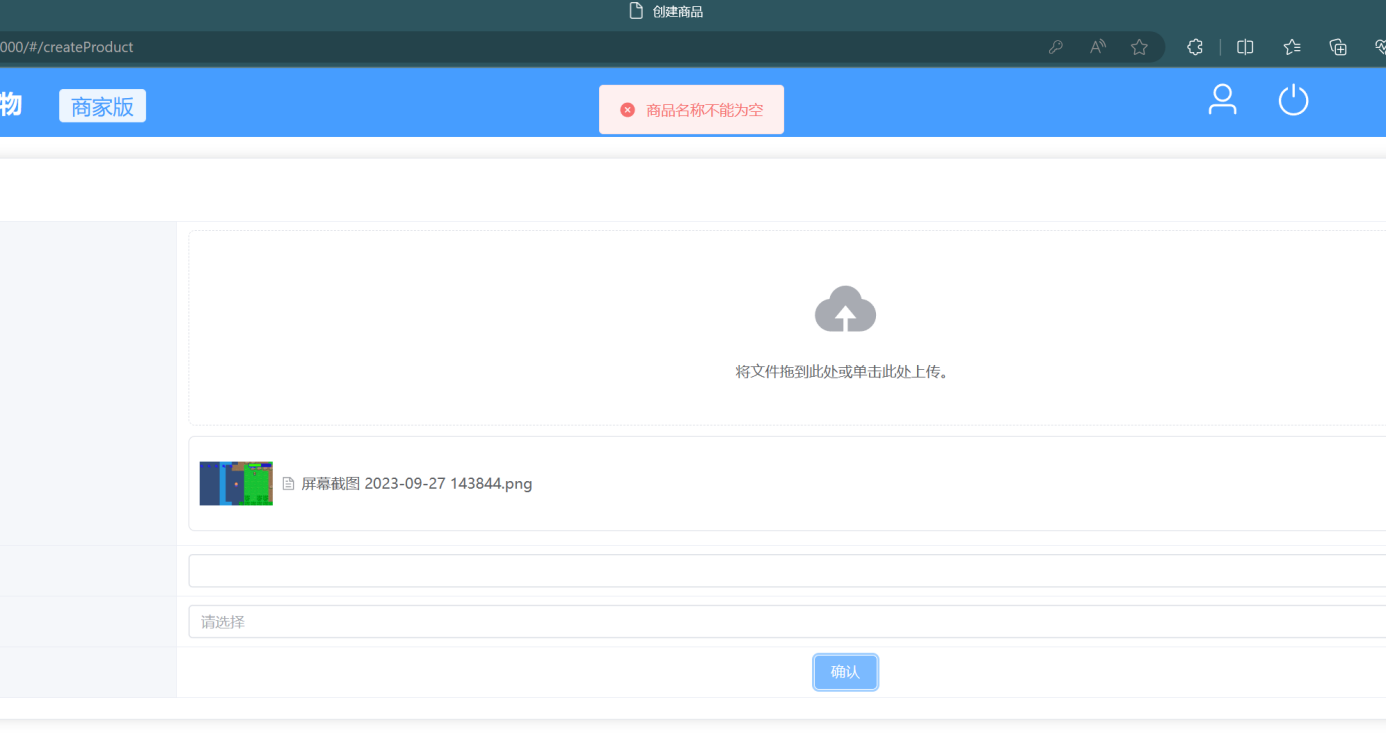 创建商品
000/#/createProduct
物
商家版
商品名称不能为空
将文件拖到此处或单击此处上传。
屏幕截图 2023-09-27 143844.png
请选择
确认